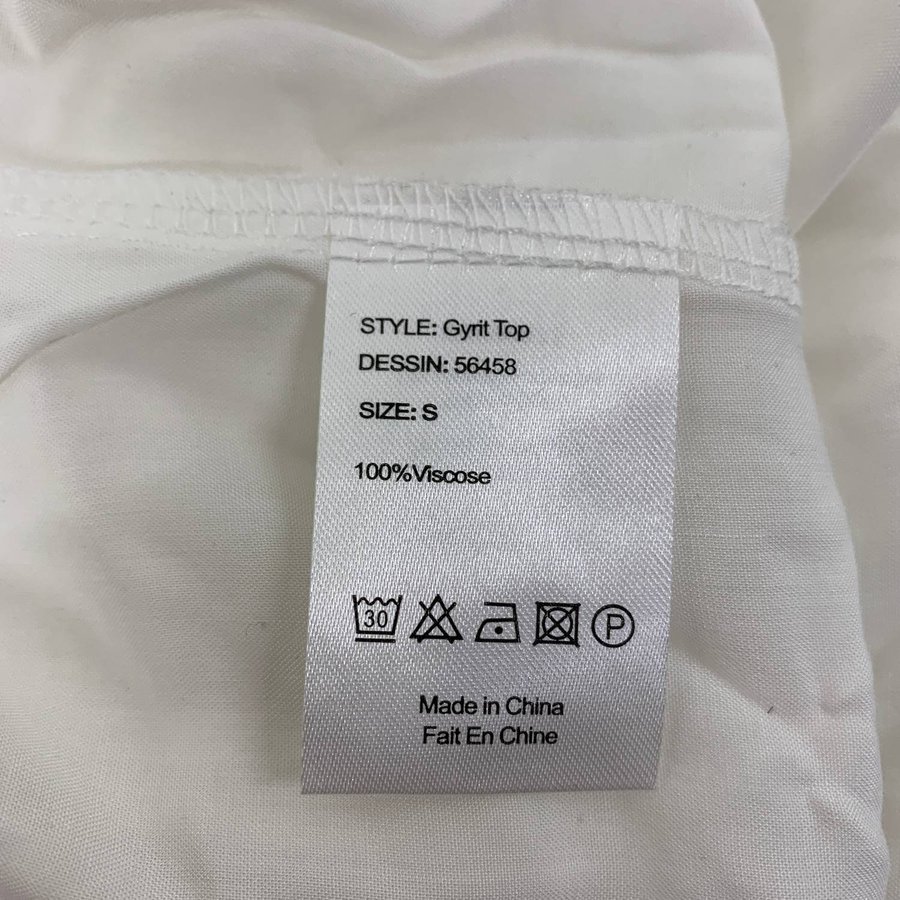 STYLE: Gyrit Top
DESSIN: 56458
SIZE: S
100%Viscose
30 P
Made in China
Fait En Chine